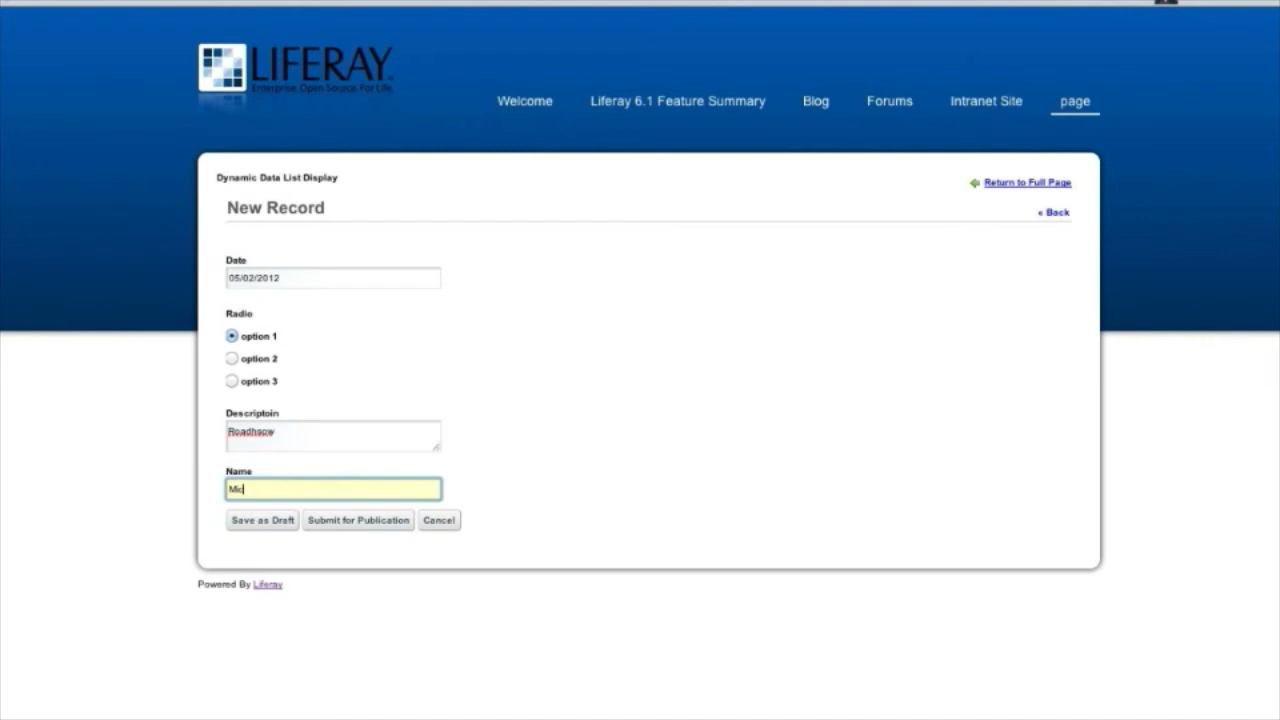 LIFERAY.
Enterprise. Open Source. For Life.
Welcome Liferay 6.1 Feature Summary Blog Forums Intranet Site page
Dynamic Data List Display
Return to Full Page
New Record
« Back
Date
05/02/2012
Radio
option 1
option 2
option 3
Descriptoin
Roadhsow
Name
Mic
Save as Draft Submit for Publication Cancel
Powered By Liferay